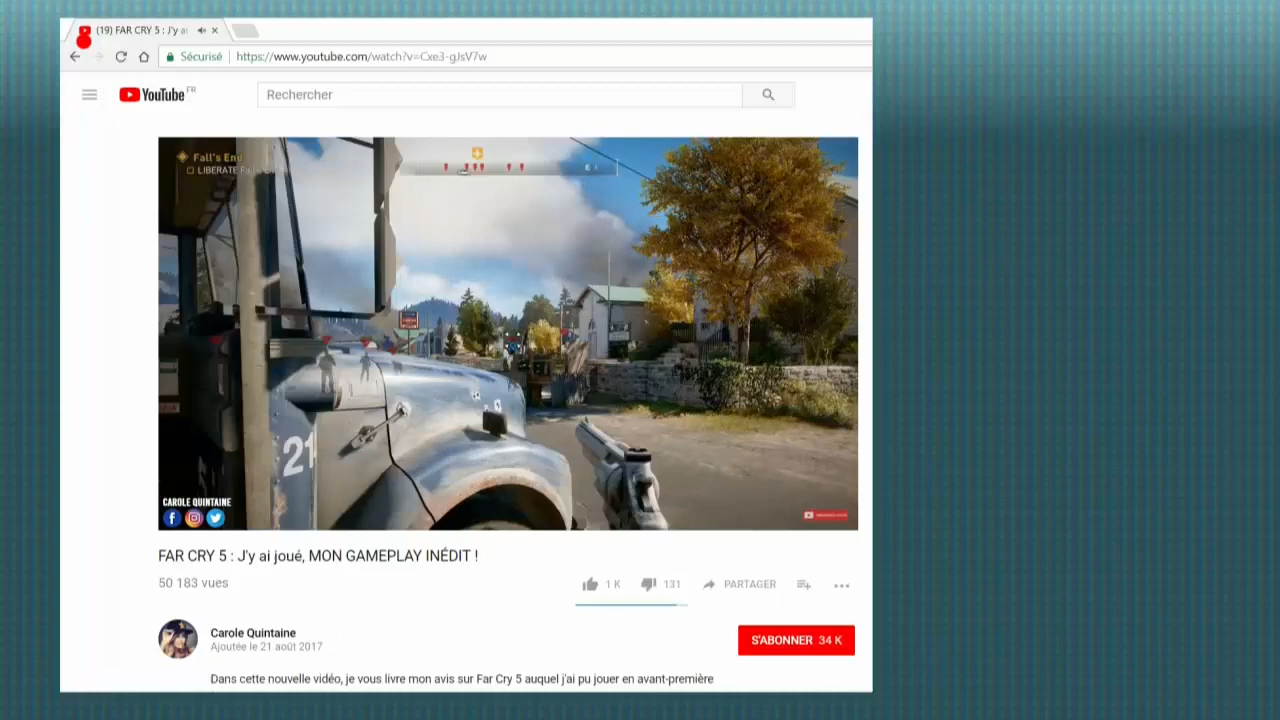 (19) FAR CRY 5 : J'y a
Sécurisé
https://www.youtube.com/watch?v=Cxe3-gJsV7w
YouTube FR
Rechercher
Fall's End
LIBERATE
21
CAROLE QUINTAINE
FAR CRY 5 : J'y ai joué, MON GAMEPLAY INÉDIT !
50 183 vues
1 K
131
PARTAGER
Carole Quintaine
Ajoutée le 21 août 2017
S'ABONNER 34 K
Dans cette nouvelle vidéo, je vous livre mon avis sur Far Cry 5 auquel j'ai pu jouer en avant-première